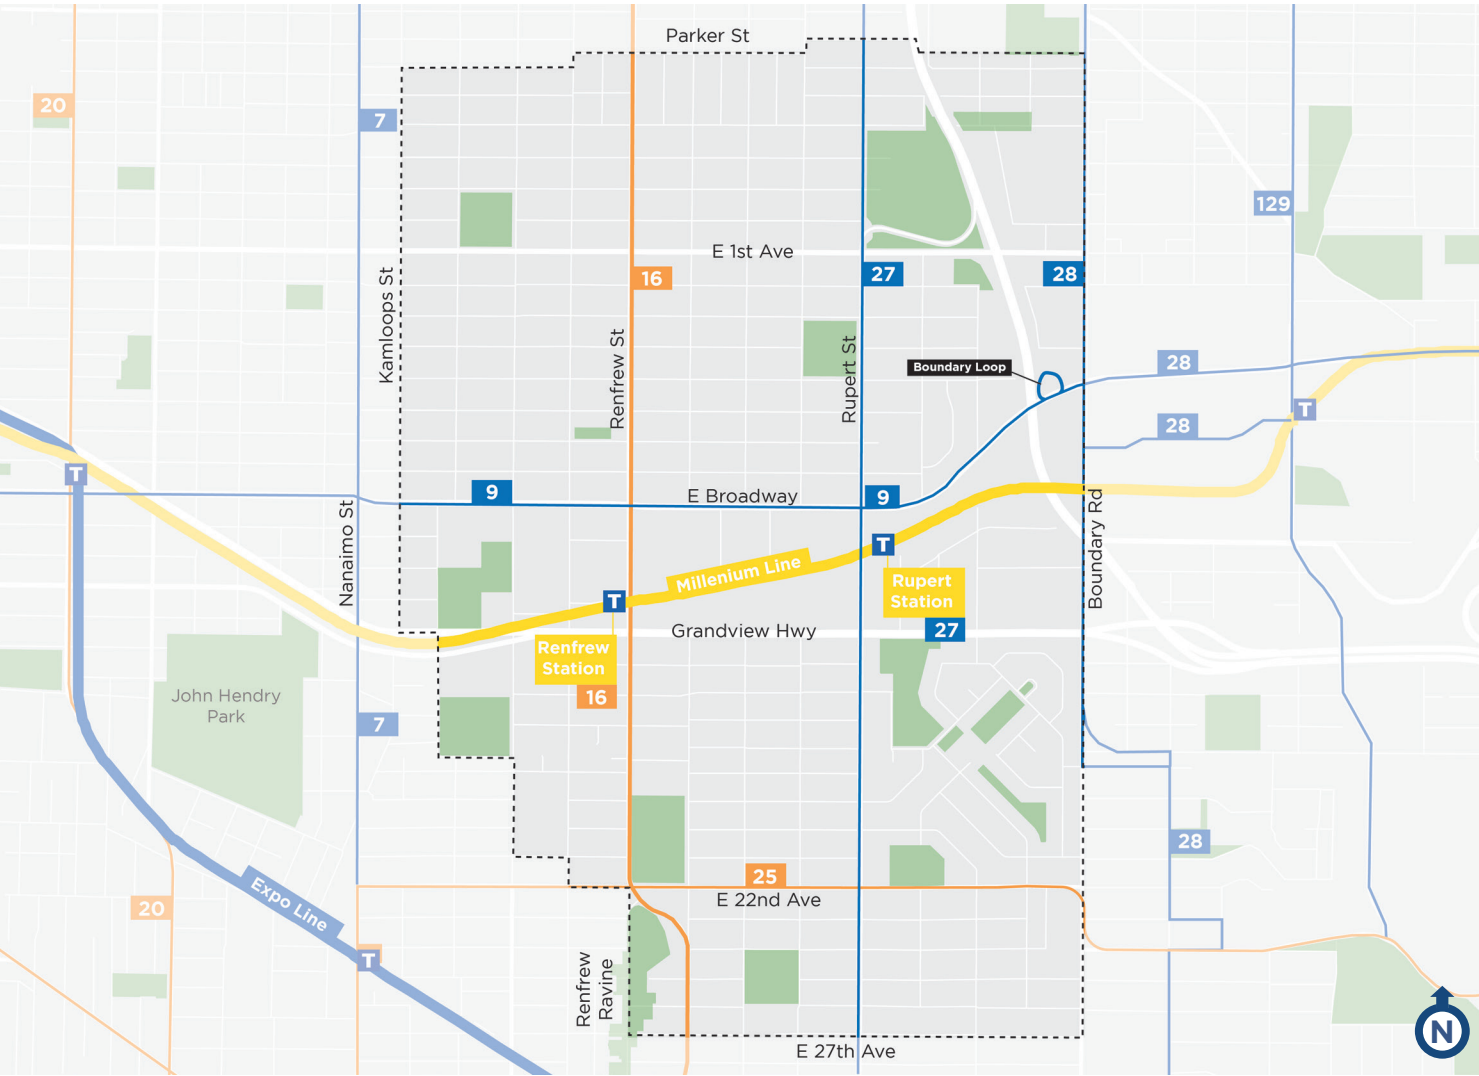 Parker St
20
7
129
E 1st Ave
Kamloops St
16
27
28
Renfrew St
Rupert St
Boundary Loop
28
28
T
T
9
E Broadway
9
Nanaimo St
Boundary Rd
T
Millenium Line
Rupert
Station
T
Grandview Hwy
27
Renfrew
Station
16
John Hendry
Park
7
28
25
E 22nd Ave
Expo Line
20
T
Renfrew
Ravine
E 27th Ave
N